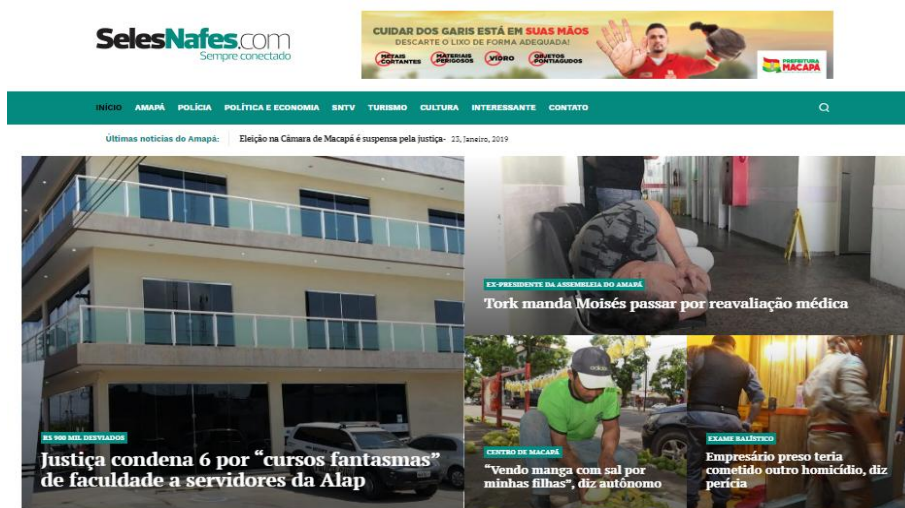 SelesNafes.com
Sempre conectado
CUIDAR DOS GARIS ESTÁ EM SUAS MÃOS
DESCARTE O LIXO DE FORMA ADEQUADA!
METAIS CORTANTES
MATERIAIS PERIGOSOS
VIDRO
OBJETOS PONTIAGUDOS
PREFEITURA
MACAPÁ
INÍCIO AMAPÁ POLÍCIA POLÍTICA E ECONOMIA SNTV TURISMO CULTURA INTERESSANTE CONTATO
Últimas notícias do Amapá: Eleição na Câmara de Macapá é suspensa pela justiça- 23, Janeiro, 2019
EX-PRESIDENTE DA ASSEMBLEIA DO AMAPÁ
Tork manda Moisés passar por reavaliação médica
R$ 900 MIL DESVIADOS
Justiça condena 6 por “cursos fantasmas”
de faculdade a servidores da Alap
CENTRO DE MACAPÁ
“Vendo manga com sal por
minhas filhas”, diz autônomo
EXAME BALÍSTICO
Empresário preso teria
cometido outro homicídio, diz
perícia